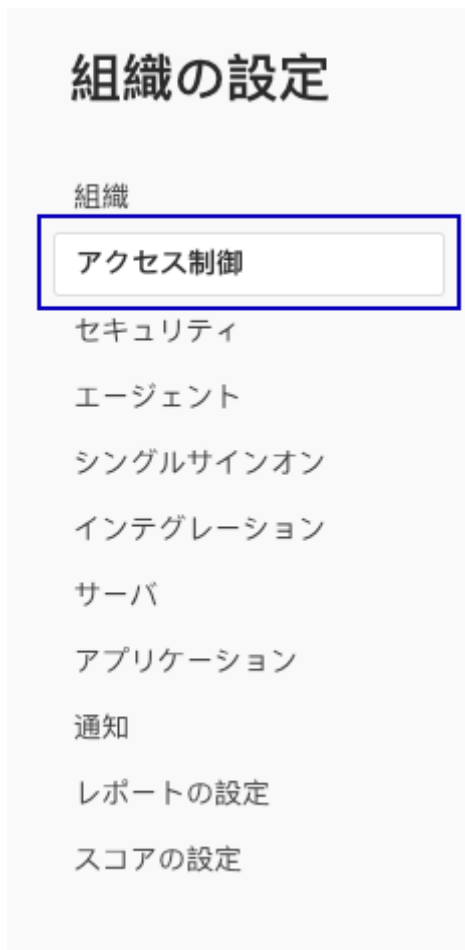 組織の設定
組織
アクセス制御
セキュリティ
エージェント
シングルサインオン
インテグレーション
サーバ
アプリケーション
通知
レポートの設定
スコアの設定